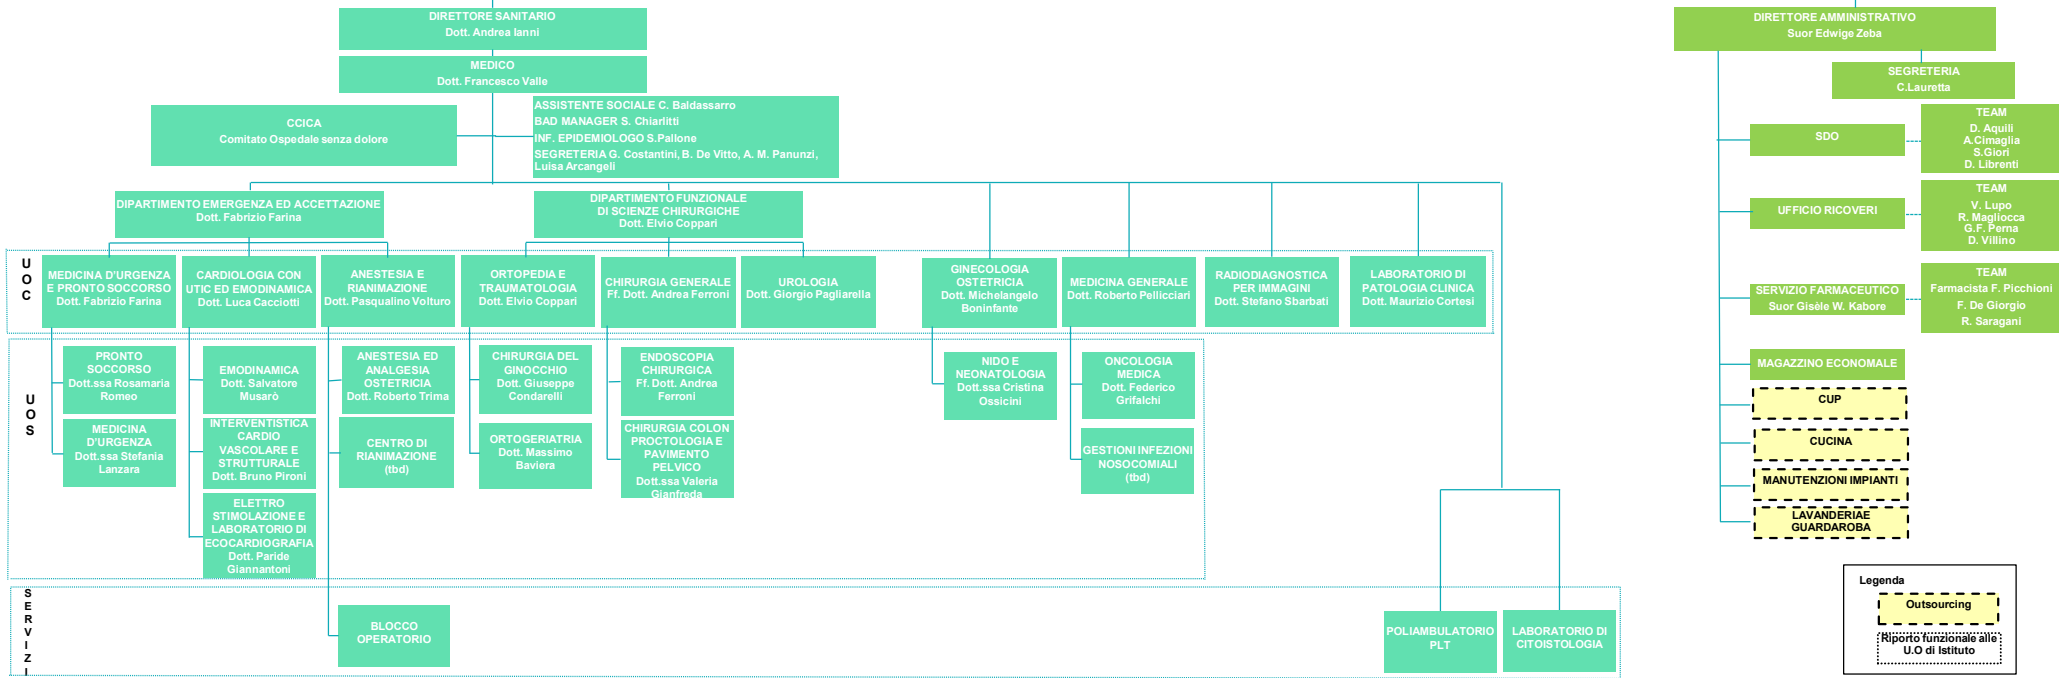 DIRETTORE SANITARIO
Dott. Andrea Ianni
MEDICO
Dott. Francesco Valle
CCICA
Comitato Ospedale senza dolore
ASSISTENTE SOCIALE C. Baldassarro
BAD MANAGER S. Chiarlitti
INF. EPIDEMIOLOGO S.Pallone
SEGRETERIA G. Costantini, B. De Vitto, A. M. Panunzi,
Luisa Arcangeli
DIPARTIMENTO EMERGENZA ED ACCETTAZIONE
Dott. Fabrizio Farina
DIPARTIMENTO FUNZIONALE
DI SCIENZE CHIRURGICHE
Dott. Elvio Coppari
U
O
C
MEDICINA D'URGENZA
E PRONTO SOCCORSO
Dott. Fabrizio Farina
CARDIOLOGIA CON
UTIC ED EMODINAMICA
Dott. Luca Cacciotti
ANESTESIA E
RIANIMAZIONE
Dott. Pasqualino Volturo
ORTOPEDIA E
TRAUMATOLOGIA
Dott. Elvio Coppari
CHIRURGIA GENERALE
Ff. Dott. Andrea Ferroni
UROLOGIA
Dott. Giorgio Pagliarella
GINECOLOGIA
OSTETRICIA
Dott. Michelangelo
Boninfante
MEDICINA GENERALE
Dott. Roberto Pellicciari
RADIODIAGNOSTICA
PER IMMAGINI
Dott. Stefano Sbarbati
LABORATORIO DI
PATOLOGIA CLINICA
Dott. Maurizio Cortesi
U
O
S
PRONTO
SOCCORSO
Dott.ssa Rosamaria
Romeo
MEDICINA
D'URGENZA
Dott.ssa Stefania
Lanzara
EMODINAMICA
Dott. Salvatore
Musarò
INTERVENTISTICA
CARDIO
VASCOLARE E
STRUTTURALE
Dott. Bruno Pironi
ELETTRO
STIMOLAZIONE E
LABORATORIO DI
ECOCARDIOGRAFIA
Dott. Paride
Giannantoni
ANESTESIA ED
ANALGESIA
OSTETRICIA
Dott. Roberto Trima
CENTRO DI
RIANIMAZIONE
(tbd)
CHIRURGIA DEL
GINOCCHIO
Dott. Giuseppe
Condarelli
ORTOGERIATRIA
Dott. Massimo
Baviera
ENDOSCOPIA
CHIRURGICA
Ff. Dott. Andrea
Ferroni
CHIRURGIA COLON
PROCTOLOGIA E
PAVIMENTO
PELVICO
Dott.ssa Valeria
Gianfreda
NIDO E
NEONATOLOGIA
Dott.ssa Cristina
Ossicini
ONCOLOGIA
MEDICA
Dott. Federico
Grifalchi
GESTIONI INFEZIONI
NOSOCOMIALI
(tbd)
S
E
R
V
I
Z
I
BLOCCO
OPERATORIO
POLIAMBULATORIO
PLT
LABORATORIO DI
CITOISTOLOGIA
DIRETTORE AMMINISTRATIVO
Suor Edwige Zeba
SEGRETERIA
C.Lauretta
SDO
TEAM
D. Aquili
A.Cimaglia
S.Giori
D. Librenti
UFFICIO RICOVERI
TEAM
V. Lupo
R. Magliocca
G.F. Perna
D. Villino
SERVIZIO FARMACEUTICO
Suor Gisèle W. Kabore
TEAM
Farmacista F. Picchioni
F. De Giorgio
R. Saragani
MAGAZZINO ECONOMALE
CUP
CUCINA
MANUTENZIONI IMPIANTI
LAVANDERIAE
GUARDAROBA
Legenda
Outsourcing
Riporto funzionale alle
U.O di Istituto